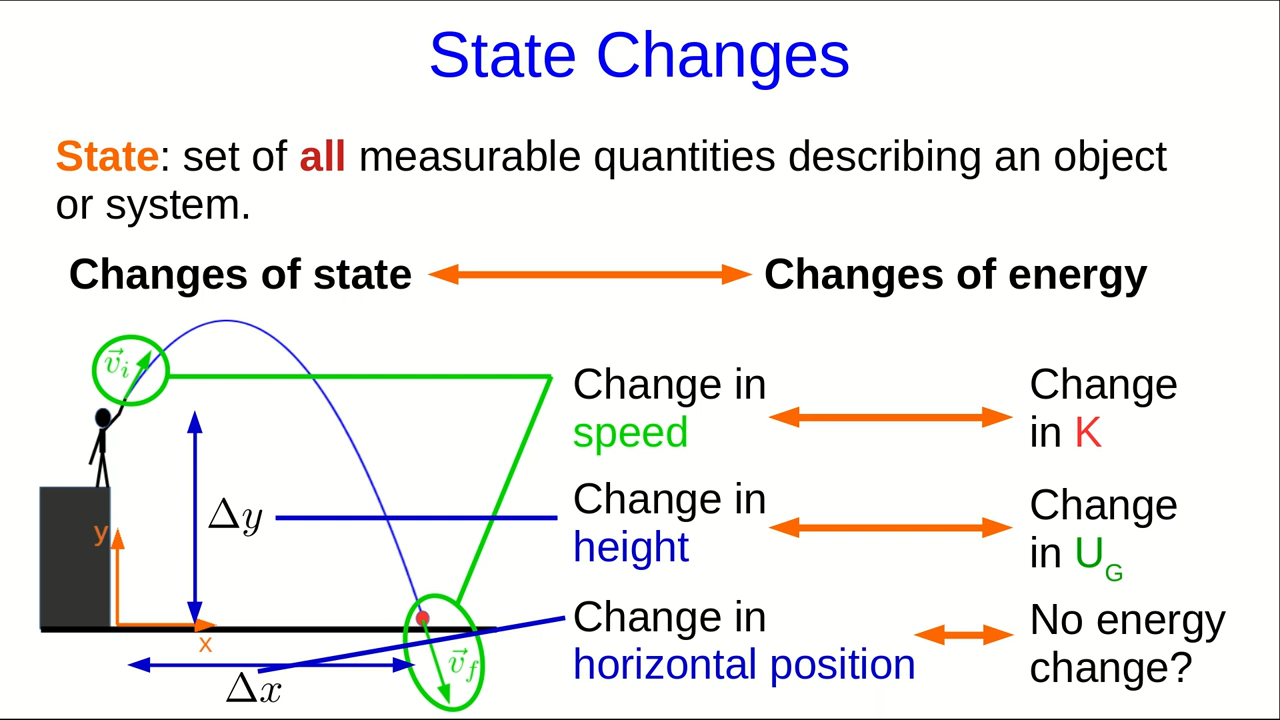 State Changes
State: set of all measurable quantities describing an object
or system.
Changes of state
Changes of energy
v⃗ᵢ
Change in
speed
Change
in K
Δy
Change in
height
Change
in U_G
y
x
Change in
horizontal position
No energy
change?
v⃗_f
Δx